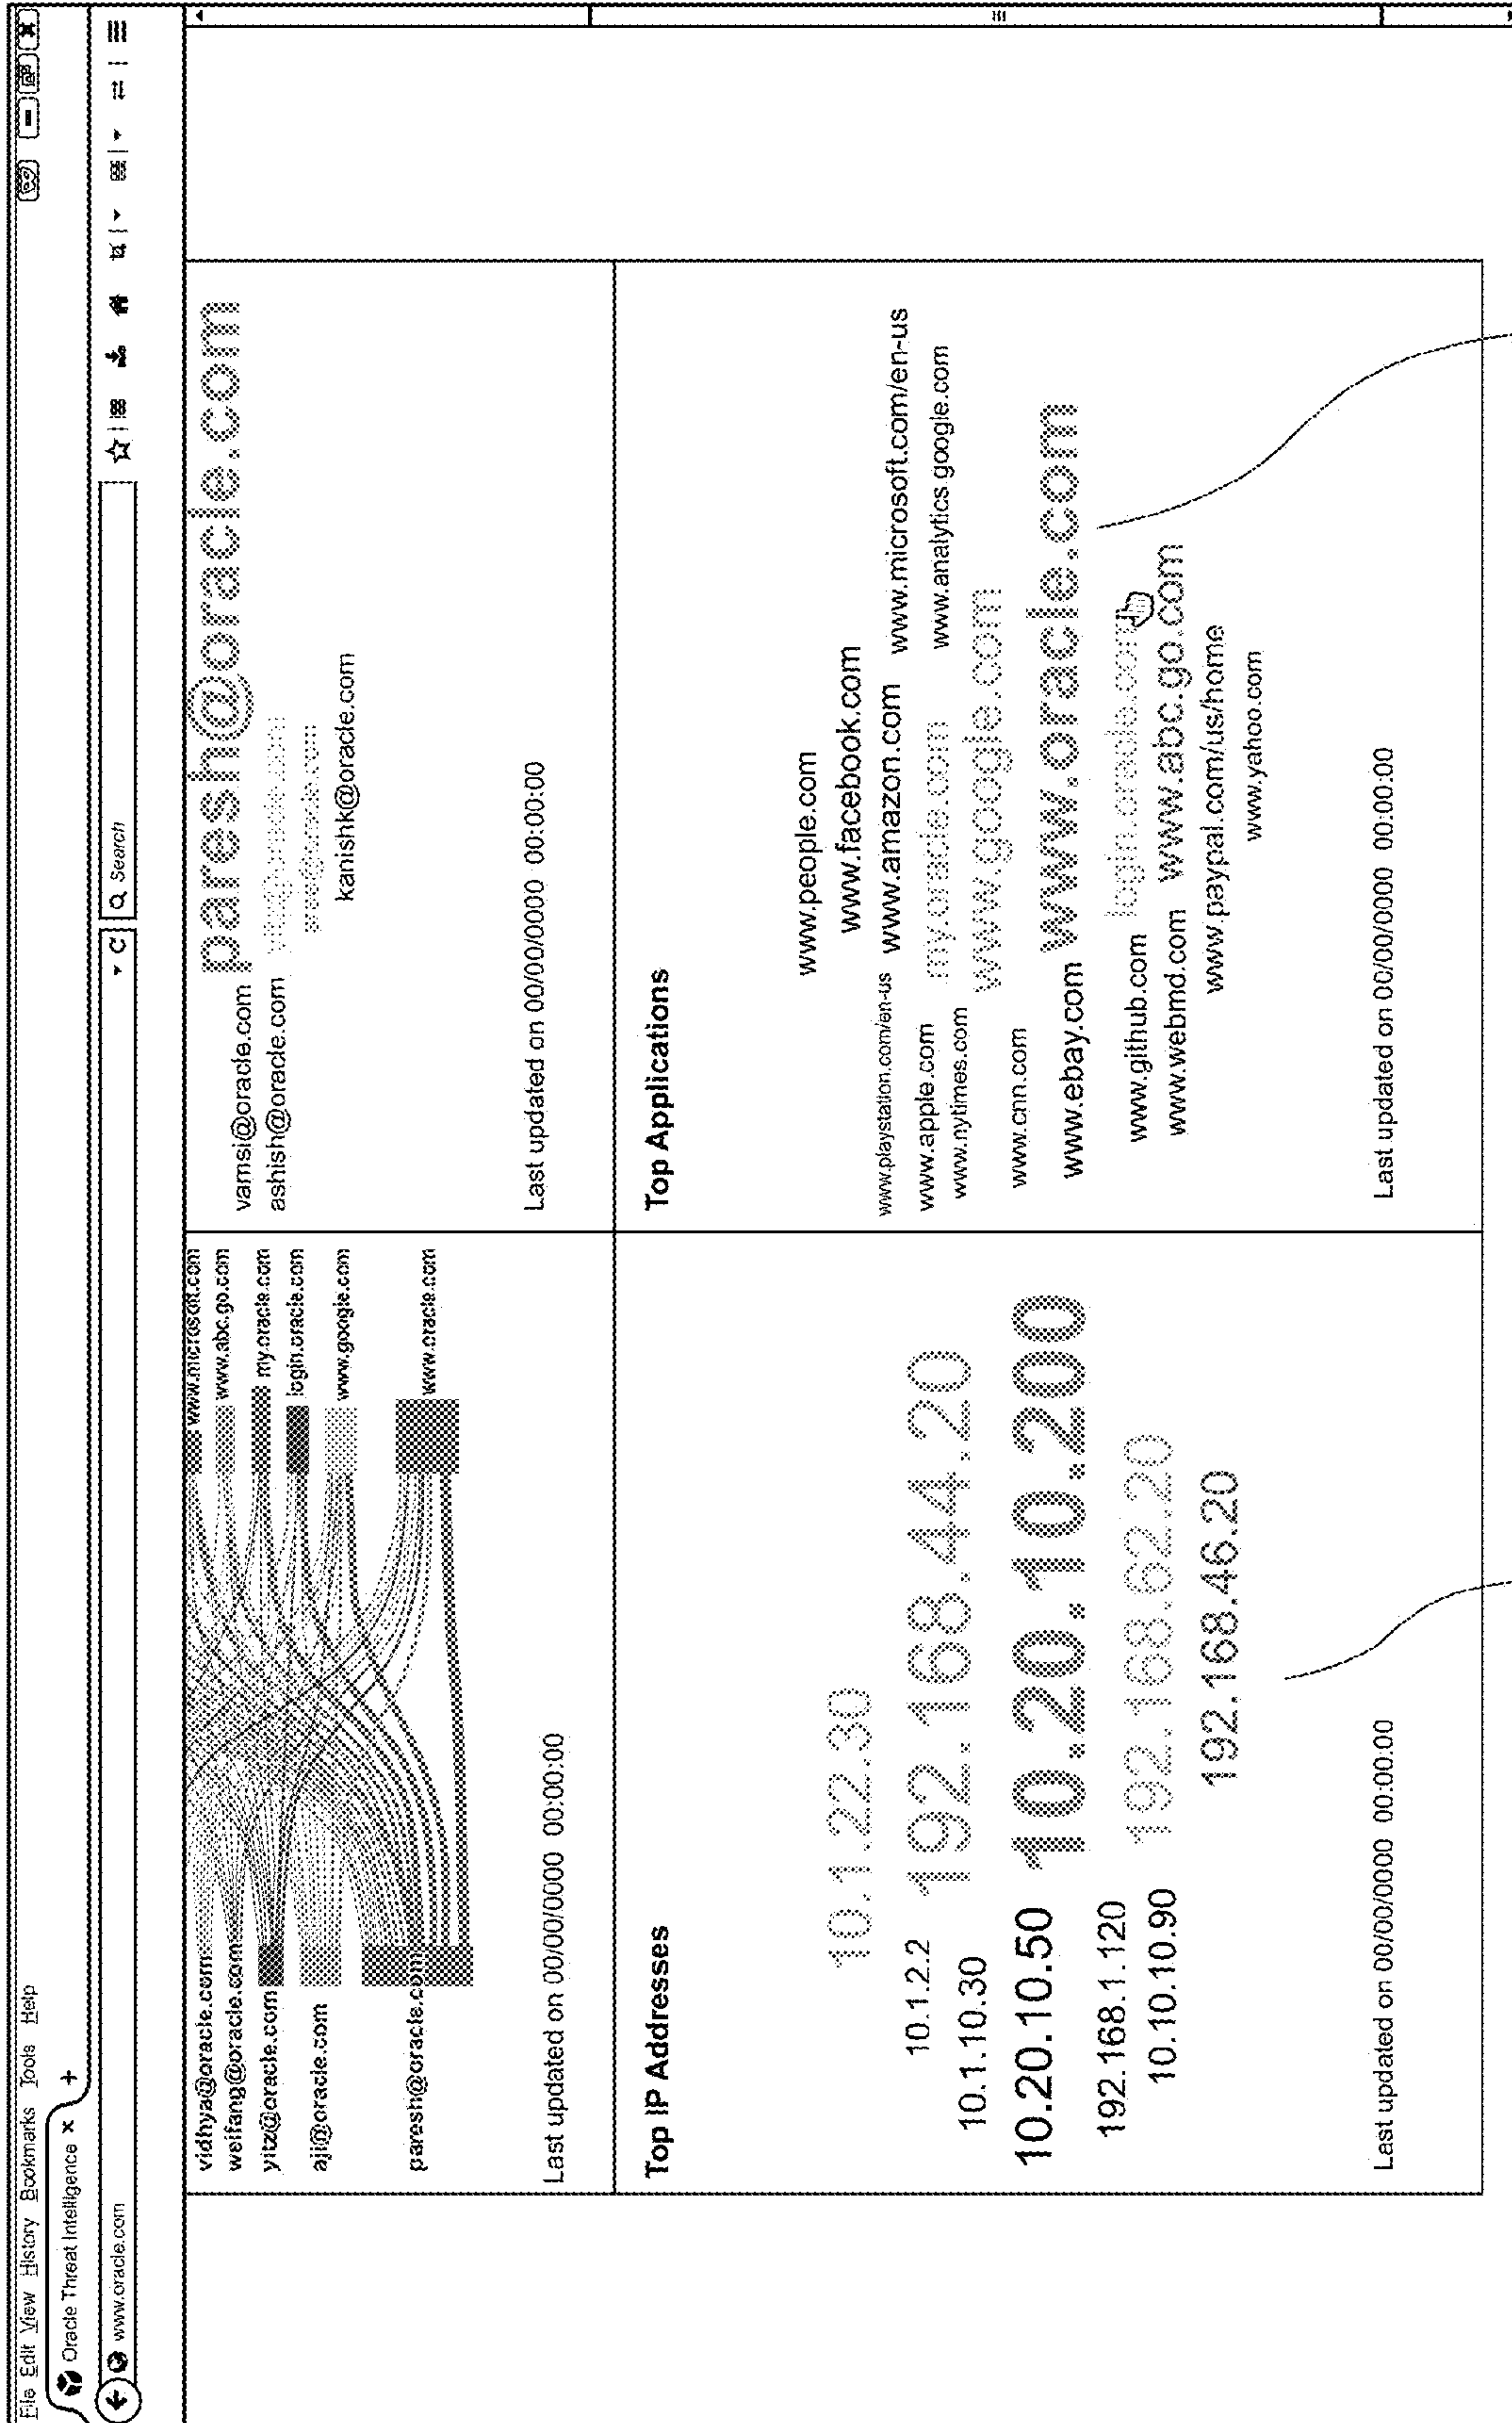 File Edit View History Bookmarks Tools Help
Oracle Threat Intelligence × +
www.oracle.com
Search
vidhya@oracle.com
weifang@oracle.com
yitz@oracle.com
aji@oracle.com
paresh@oracle.com
www.microsoft.com
www.abc.go.com
my.oracle.com
login.oracle.com
www.google.com
www.oracle.com
Last updated on 00/00/0000 00:00:00
paresh@oracle.com
vamsi@oracle.com
ashish@oracle.com
kanishk@oracle.com
Last updated on 00/00/0000 00:00:00
Top IP Addresses
10.1.22.30
10.1.2.2 192.168.44.20
10.1.10.30
10.20.10.50 10.20.10.200
192.168.1.120 192.168.62.20
10.10.10.90
192.168.46.20
Last updated on 00/00/0000 00:00:00
Top Applications
www.people.com
www.facebook.com
www.playstation.com/en-us www.amazon.com www.microsoft.com/en-us
www.apple.com my.oracle.com www.analytics.google.com
www.nytimes.com www.google.com
www.cnn.com
www.ebay.com www.oracle.com
www.github.com login.oracle.com
www.webmd.com www.abc.go.com
www.paypal.com/us/home
www.yahoo.com
Last updated on 00/00/0000 00:00:00